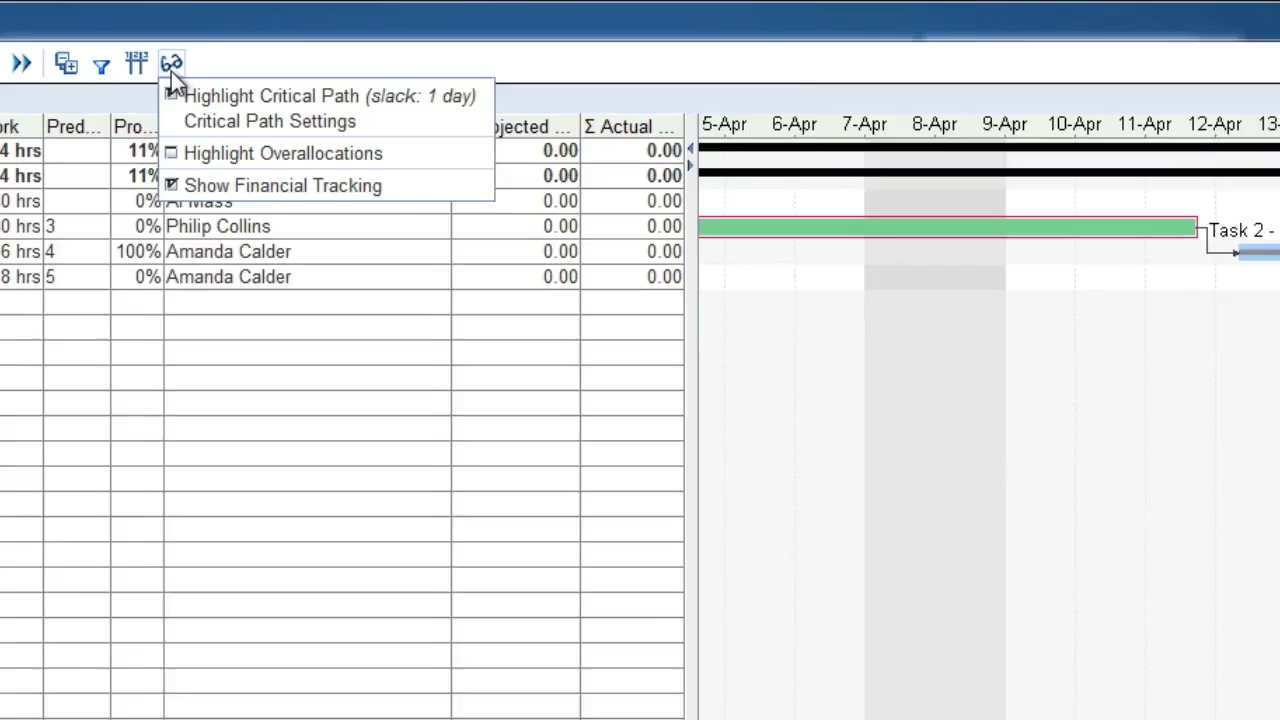 Highlight Critical Path (slack: 1 day)
Critical Path Settings
Highlight Overallocations
Show Financial Tracking
ork Pred... Pro... ojected ... Σ Actual ... 5-Apr 6-Apr 7-Apr 8-Apr 9-Apr 10-Apr 11-Apr 12-Apr 13-
4 hrs 11% 0.00 0.00
4 hrs 11% 0.00 0.00
0 hrs 0% Al Mass 0.00 0.00
0 hrs 3 0% Philip Collins 0.00 0.00 Task 2 -
6 hrs 4 100% Amanda Calder 0.00 0.00
8 hrs 5 0% Amanda Calder 0.00 0.00